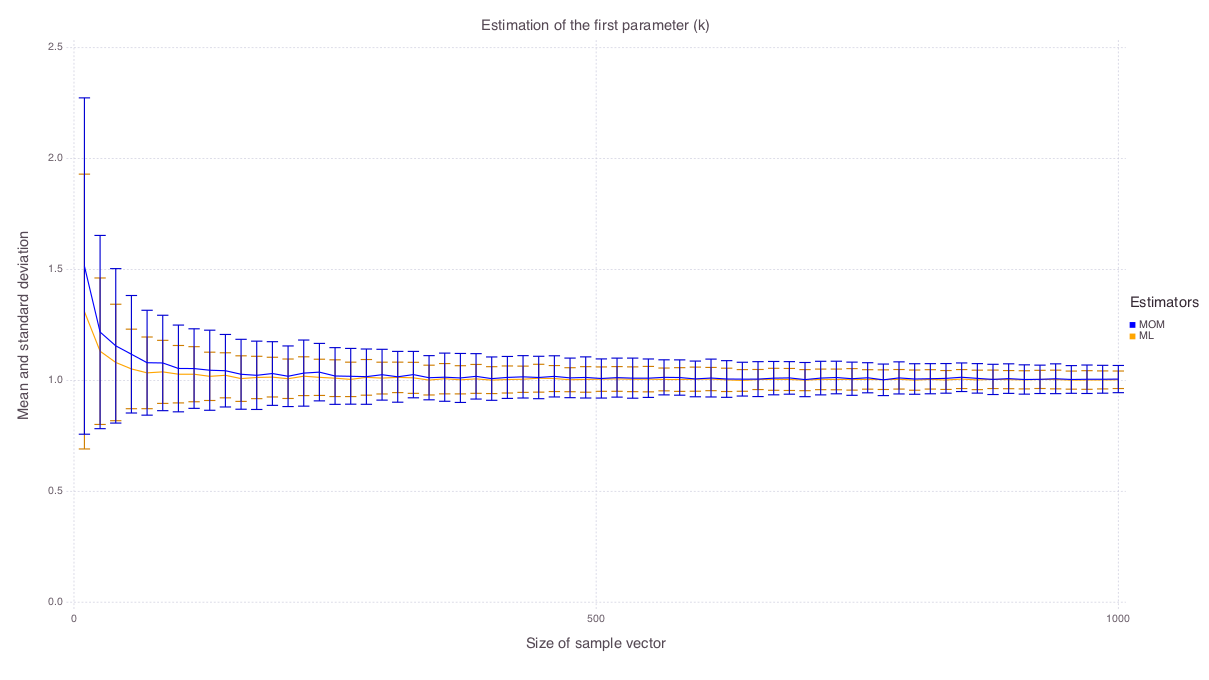 Estimation of the first parameter (k)
2.5
2.0
1.5
1.0
0.5
0.0
Mean and standard deviation
0
500
1000
Size of sample vector
Estimators
MOM
ML